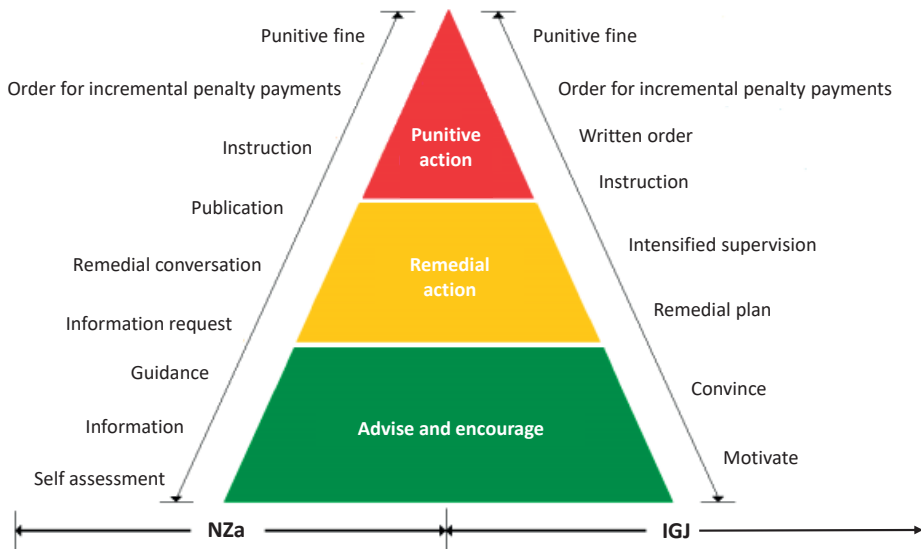 Punitive fine
Punitive fine
Order for incremental penalty payments
Order for incremental penalty payments
Punitive
action
Written order
Instruction
Instruction
Publication
Intensified supervision
Remedial conversation
Remedial
action
Remedial plan
Information request
Guidance
Convince
Information
Advise and encourage
Motivate
Self assessment
NZa
IGJ